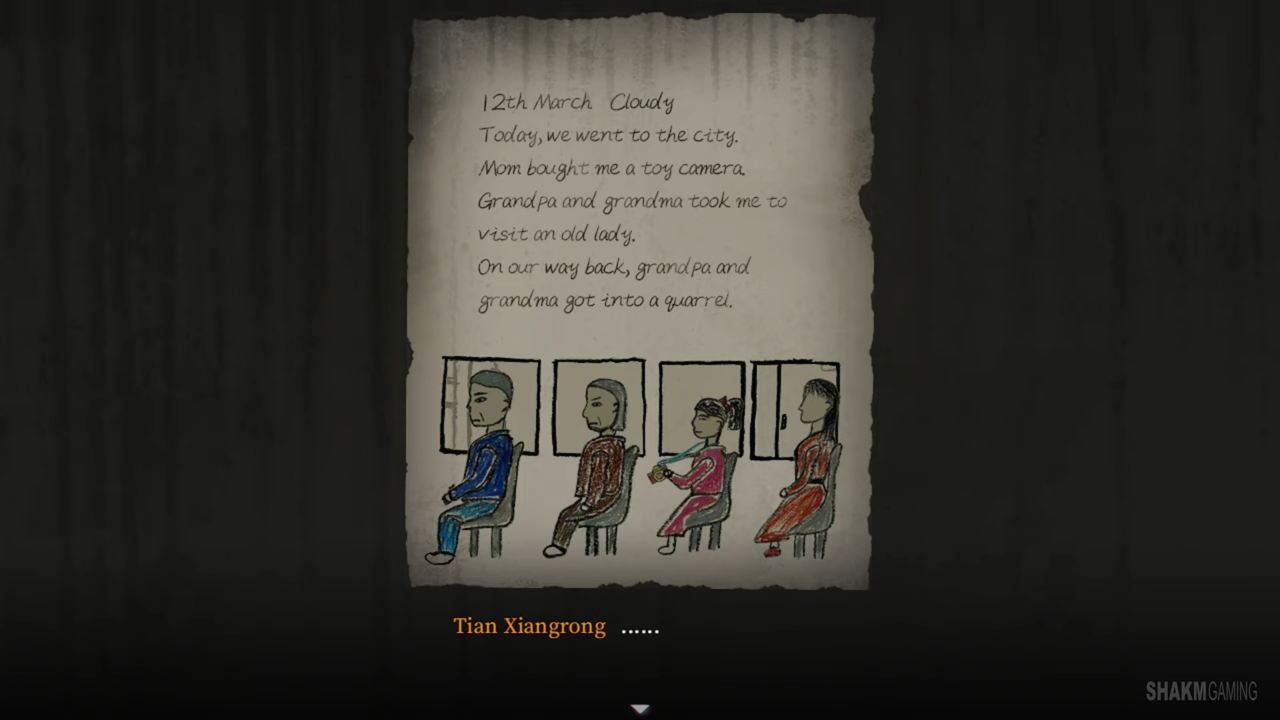 12th March Cloudy
Today, we went to the city.
Mom bought me a toy camera.
Grandpa and grandma took me to
visit an old lady.
On our way back, grandpa and
grandma got into a quarrel.
Tian Xiangrong ......
SHAKMGAMING